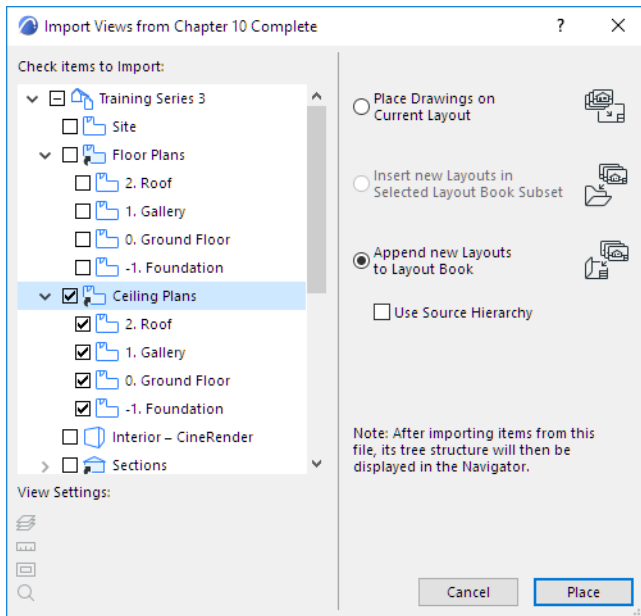 Import Views from Chapter 10 Complete
?
Check items to Import:
Training Series 3
Site
Floor Plans
2. Roof
1. Gallery
0. Ground Floor
-1. Foundation
Ceiling Plans
2. Roof
1. Gallery
0. Ground Floor
-1. Foundation
Interior – CineRender
Sections
View Settings:
Place Drawings on
Current Layout
Insert new Layouts in
Selected Layout Book Subset
Append new Layouts
to Layout Book
Use Source Hierarchy
Note: After importing items from this
file, its tree structure will then be
displayed in the Navigator.
Cancel
Place